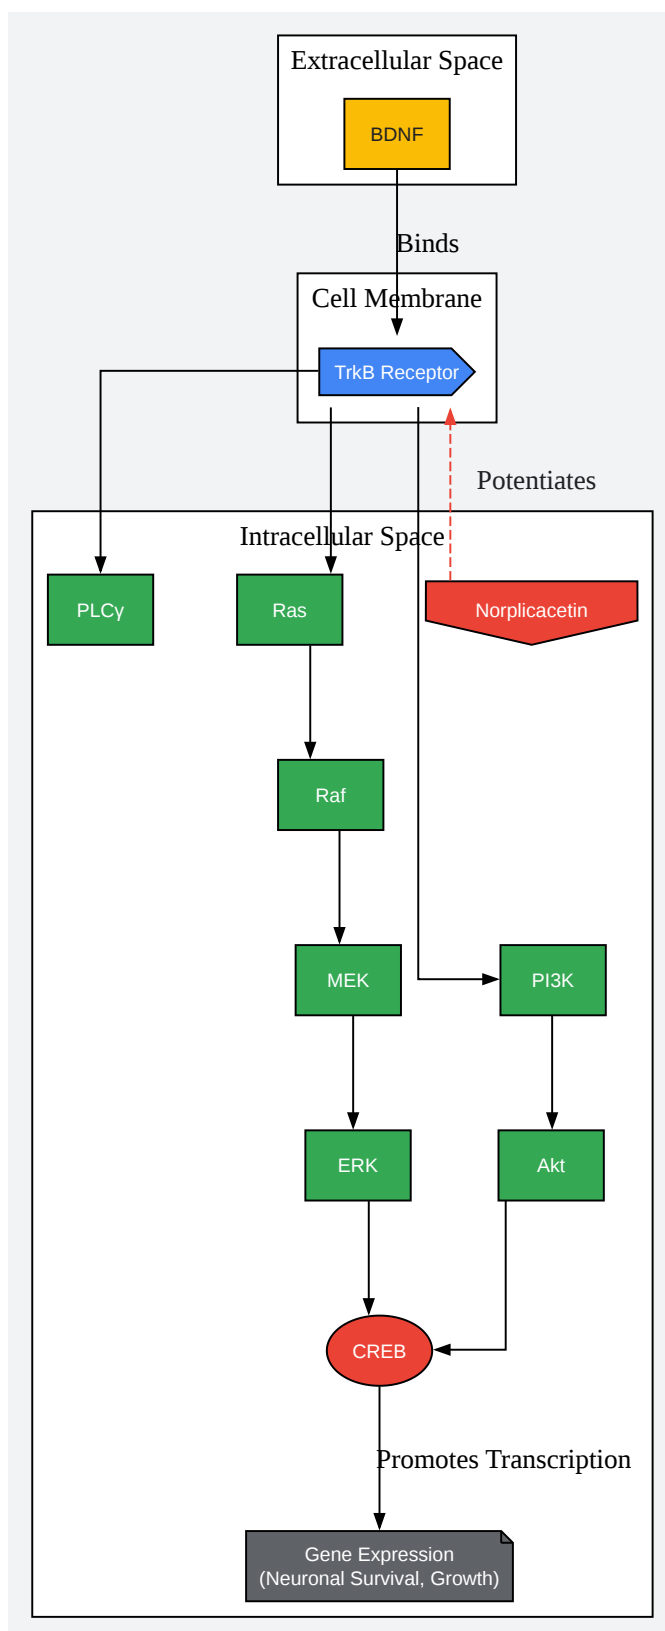 Extracellular Space
BDNF
Binds
Cell Membrane
TrkB Receptor
Potentiates
Intracellular Space
PLCγ
Ras
Norplicacetin
Raf
MEK
PI3K
ERK
Akt
CREB
Promotes Transcription
Gene Expression
(Neuronal Survival, Growth)